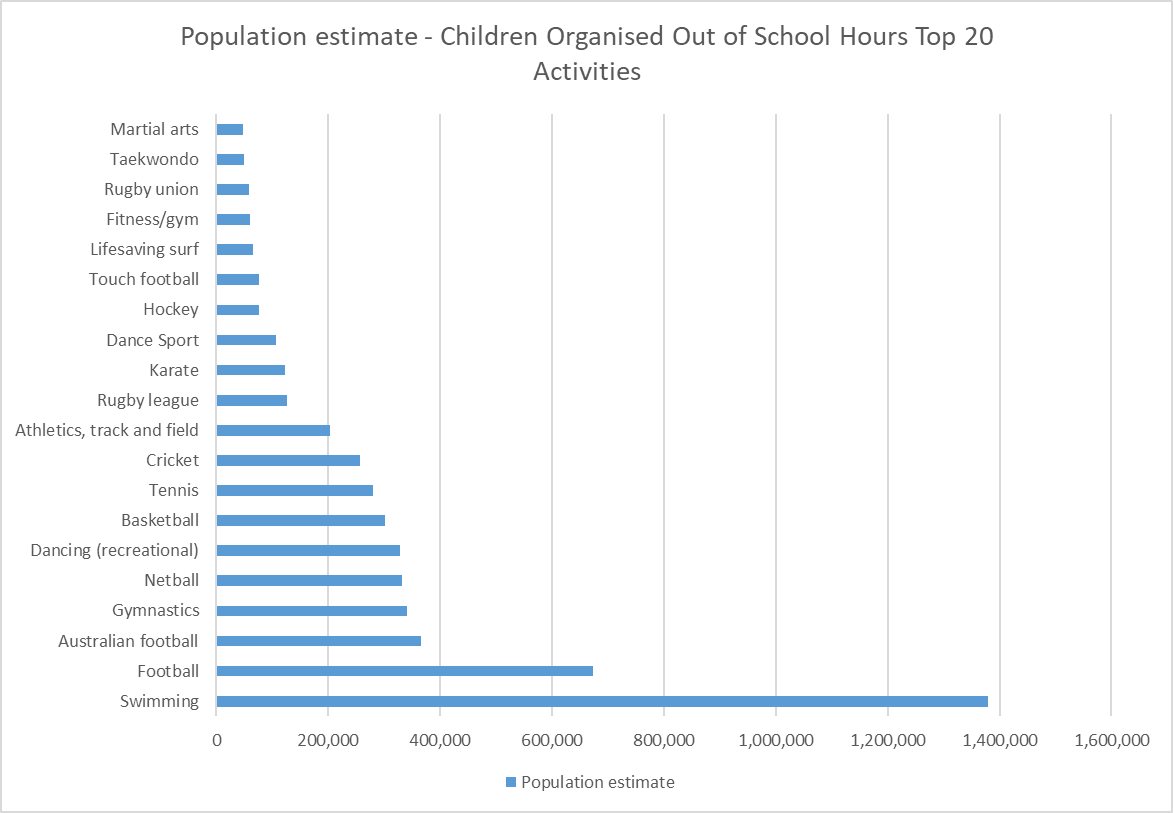 Population estimate - Children Organised Out of School Hours Top 20
Activities
Martial arts
Taekwondo
Rugby union
Fitness/gym
Lifesaving surf
Touch football
Hockey
Dance Sport
Karate
Rugby league
Athletics, track and field
Cricket
Tennis
Basketball
Dancing (recreational)
Netball
Gymnastics
Australian football
Football
Swimming
0 200,000 400,000 600,000 800,000 1,000,000 1,200,000 1,400,000 1,600,000
Population estimate